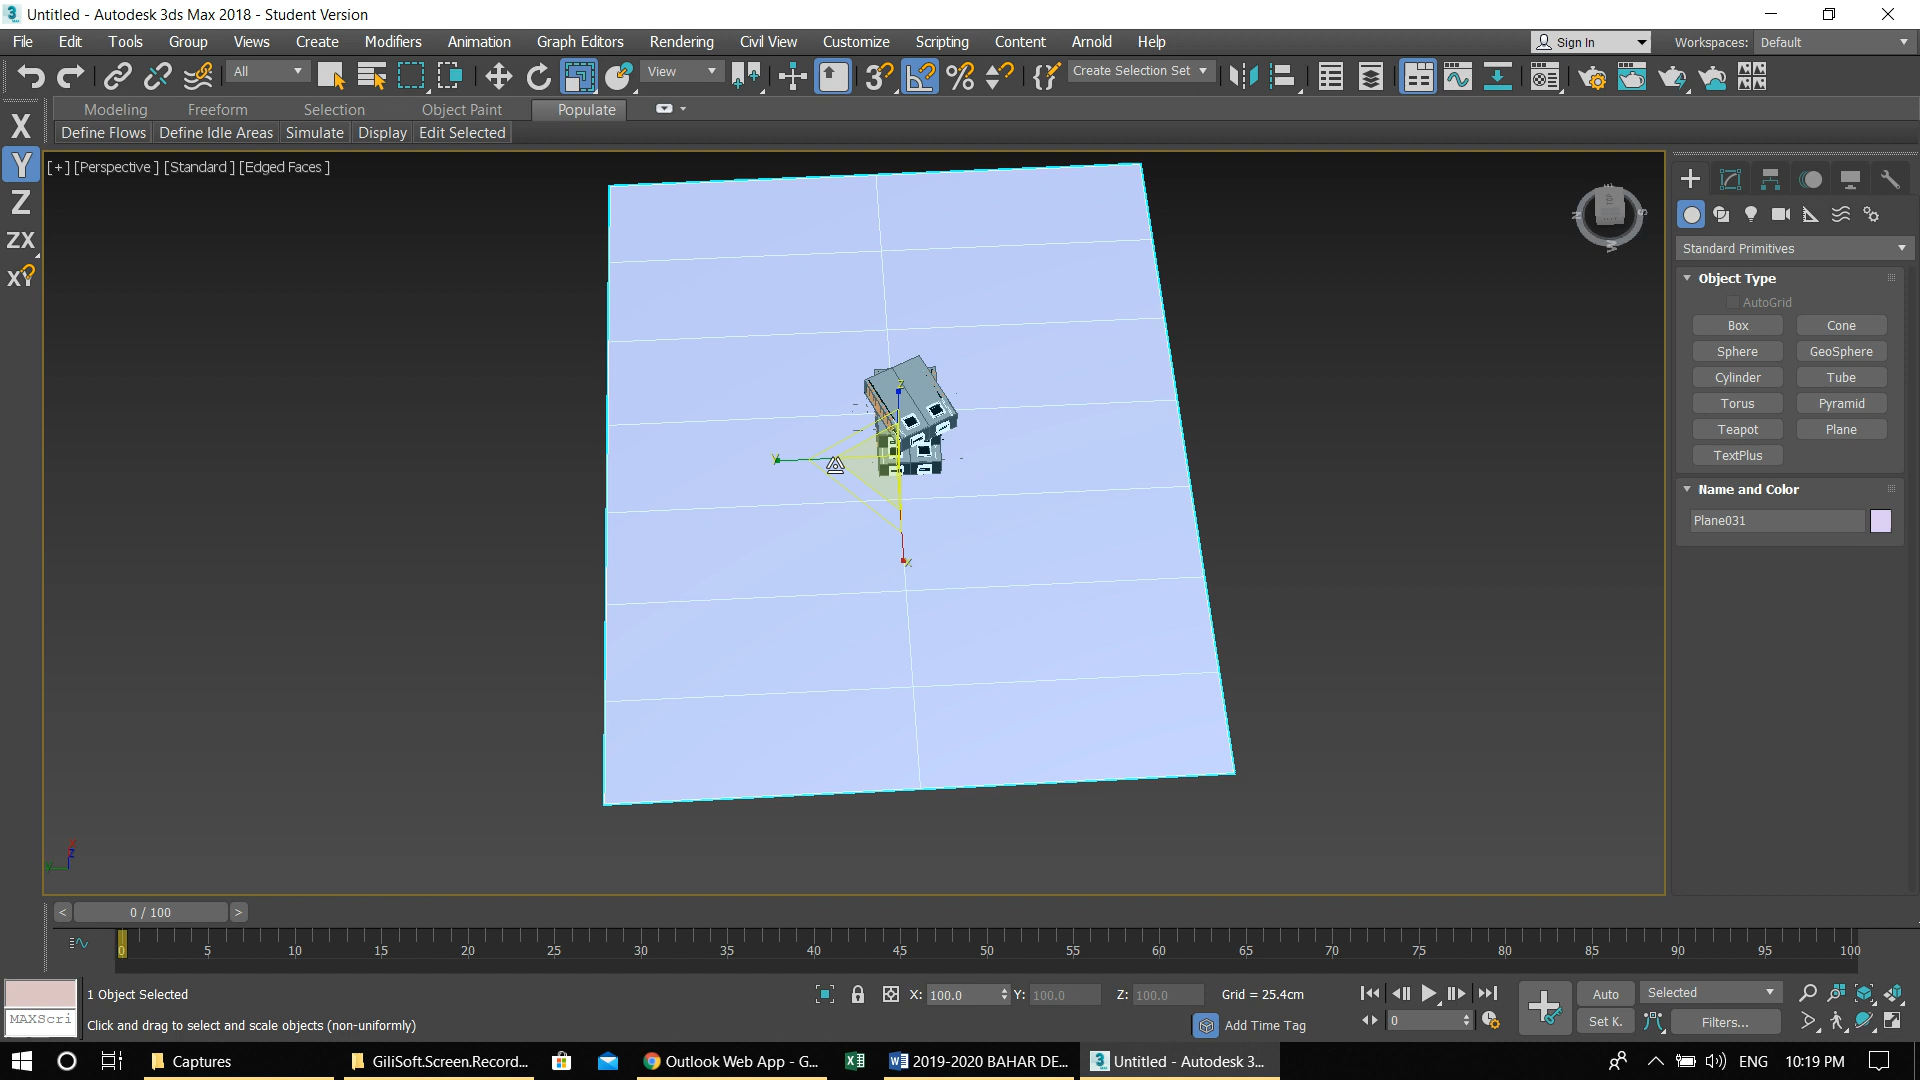 Untitled - Autodesk 3ds Max 2018 - Student Version
File Edit Tools Group Views Create Modifiers Animation Graph Editors Rendering Civil View Customize Scripting Content Arnold Help Sign In Workspaces: Default
All View Create Selection Set
Modeling Freeform Selection Object Paint Populate
Define Flows Define Idle Areas Simulate Display Edit Selected
X
Y
Z
ZX
XY
[+] [Perspective ] [Standard ] [Edged Faces ]
TOP
N S
W
Standard Primitives
Object Type
AutoGrid
Box Cone
Sphere GeoSphere
Cylinder Tube
Torus Pyramid
Teapot Plane
TextPlus
Name and Color
Plane031
z
y
x
z
< 0 / 100 >
0 5 10 15 20 25 30 35 40 45 50 55 60 65 70 75 80 85 90 95 100
1 Object Selected X: 100.0 Y: 100.0 Z: 100.0 Grid = 25.4cm Auto Selected
MAXScri Click and drag to select and scale objects (non-uniformly) Add Time Tag 0 Set K. Filters...
Captures GiliSoft.Screen.Record... Outlook Web App - G... 2019-2020 BAHAR DE... Untitled - Autodesk 3... ENG 10:19 PM